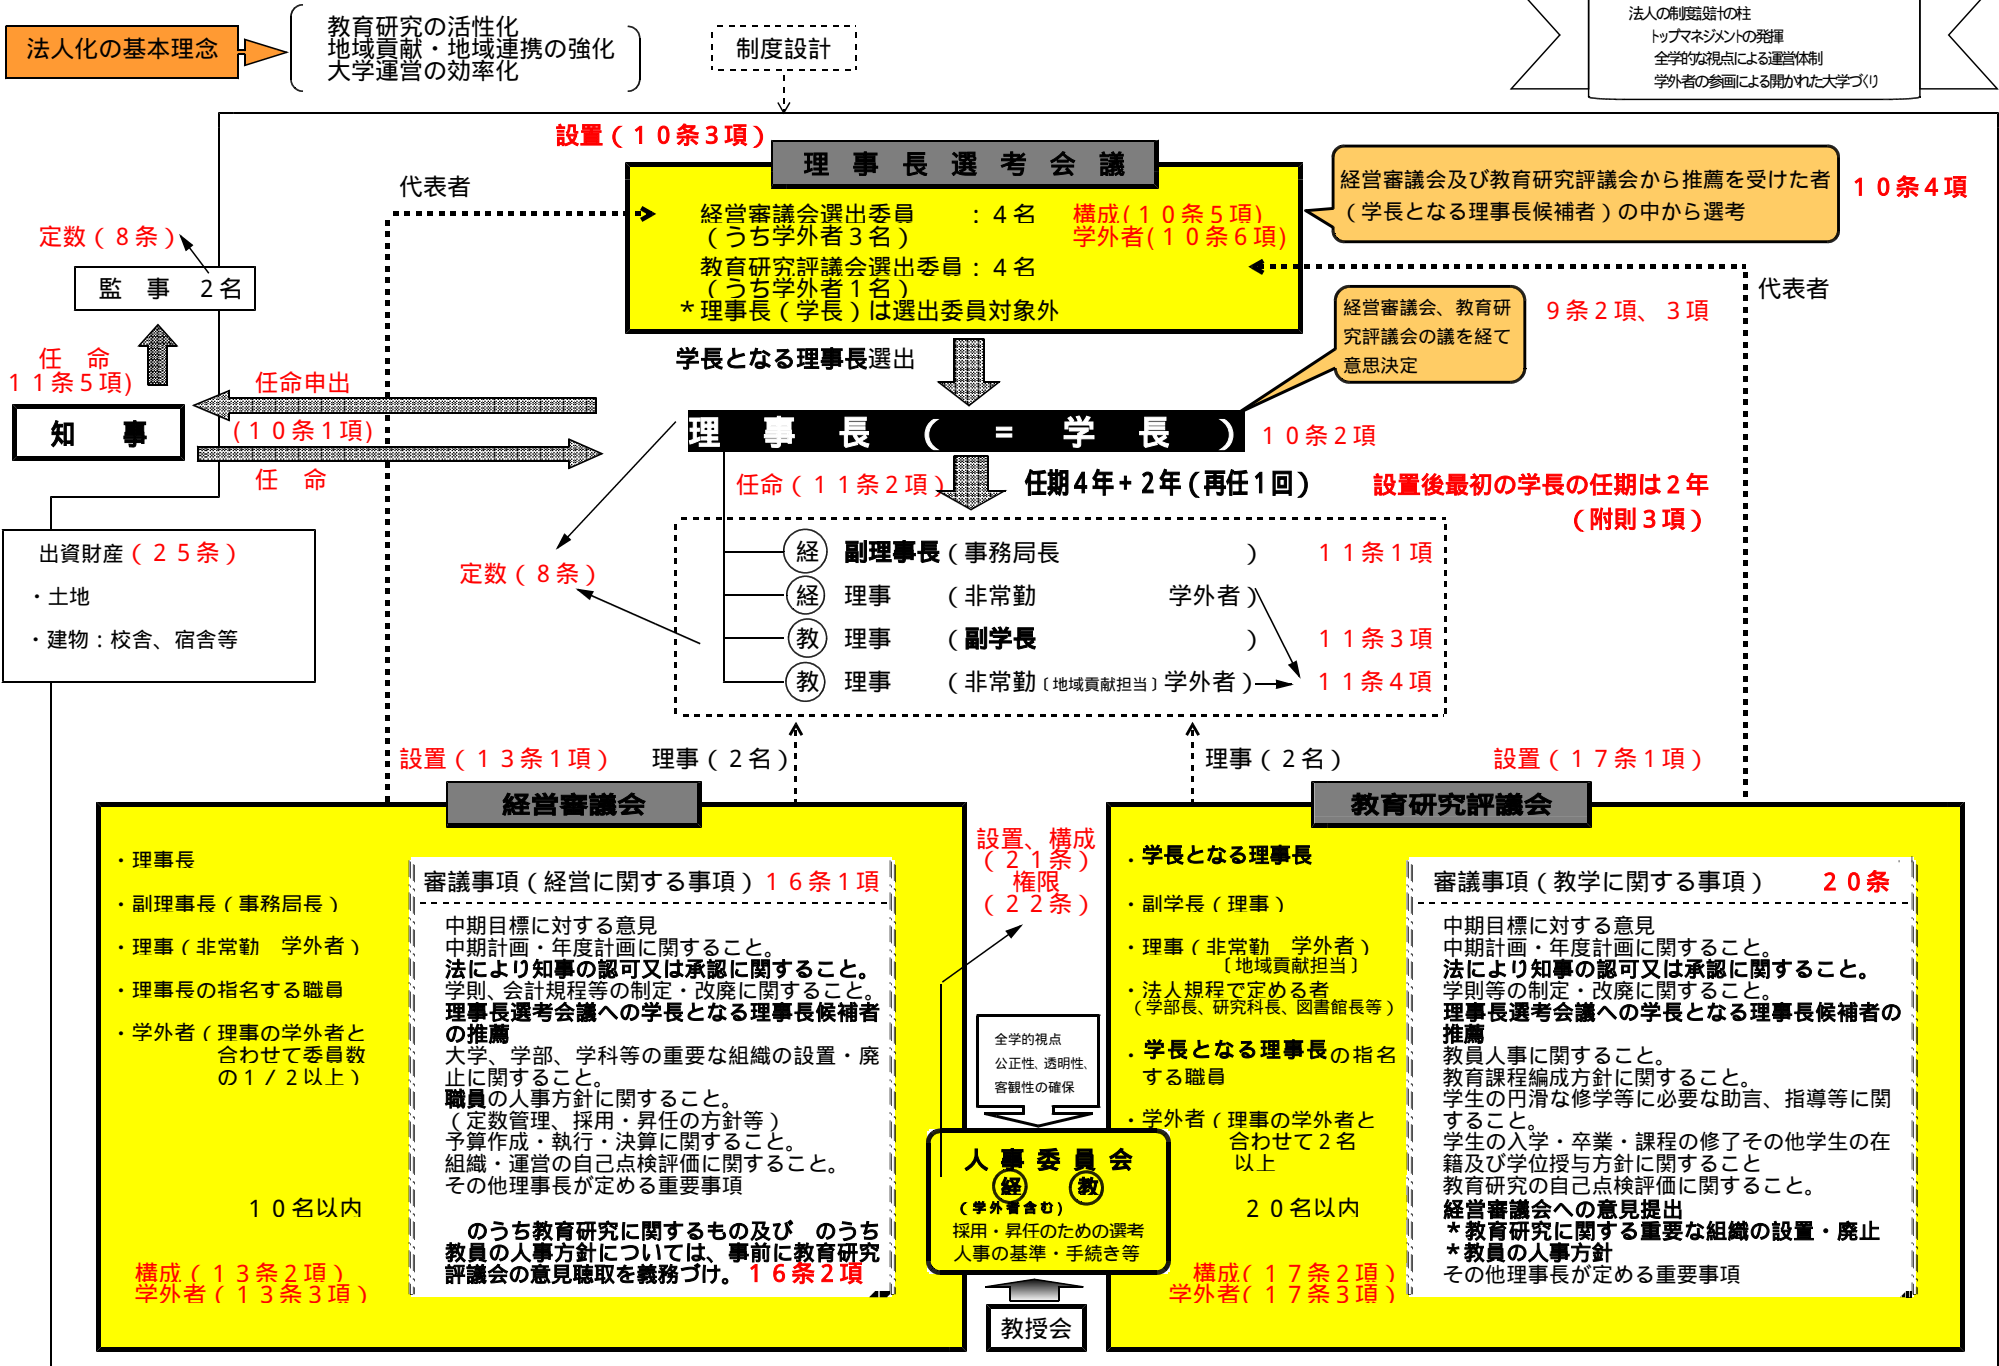 法人化の基本理念
教育研究の活性化
地域貢献・地域連携の強化
大学運営の効率化
制度設計
法人の制度設計の柱
トップマネジメントの発揮
全学的な視点による運営体制
学外者の参画による開かれた大学づくり
設置（１０条３項）
理事長選考会議
代表者
経営審議会選出委員　　：４名　構成(１０条５項)
（うち学外者３名）　学外者(１０条６項)
教育研究評議会選出委員：４名
（うち学外者１名）
＊理事長（学長）は選出委員対象外
経営審議会及び教育研究評議会から推薦を受けた者
（学長となる理事長候補者）の中から選考
１０条４項
定数（８条）
監　事　２名
代表者
経営審議会、教育研
究評議会の議を経て
意思決定
９条２項、３項
任　命
１１条５項)
学長となる理事長選出
任命申出
知　事
(１０条１項)
任　命
理事長（＝学長）
１０条２項
任命（１１条２項）
任期４年＋２年（再任１回）
設置後最初の学長の任期は２年
（附則３項）
出資財産（２５条）
・土地
・建物：校舎、宿舎等
定数（８条）
経　副理事長（事務局長　）　１１条１項
経　理事　（非常勤　学外者）
教　理事　（副学長　）　１１条３項
教　理事　（非常勤〔地域貢献担当〕学外者）　１１条４項
設置（１３条１項）　理事（２名）
理事（２名）　設置（１７条１項）
経営審議会
・理事長
・副理事長（事務局長）
・理事（非常勤　学外者）
・理事長の指名する職員
・学外者（理事の学外者と
合わせて委員数
の１／２以上）
１０名以内
構成（１３条２項）
学外者（１３条３項）
審議事項（経営に関する事項）１６条１項
中期目標に対する意見
中期計画・年度計画に関すること。
法により知事の認可又は承認に関すること。
学則、会計規程等の制定・改廃に関すること。
理事長選考会議への学長となる理事長候補者
の推薦
大学、学部、学科等の重要な組織の設置・廃
止に関すること。
職員の人事方針に関すること。
（定数管理、採用・昇任の方針等）
予算作成・執行・決算に関すること。
組織・運営の自己点検評価に関すること。
その他理事長が定める重要事項
のうち教育研究に関するもの及び　のうち
教員の人事方針については、事前に教育研究
評議会の意見聴取を義務づけ。１６条２項
設置、構成
（２１条）
権限
（２２条）
全学的視点
公正性、透明性、
客観性の確保
人事委員会
経　教
（学外者含む）
採用・昇任のための選考
人事の基準・手続き等
教授会
教育研究評議会
・学長となる理事長
・副学長（理事）
・理事（非常勤　学外者）
〔地域貢献担当〕
・法人規程で定める者
（学部長、研究科長、図書館長等）
・学長となる理事長の指名
する職員
・学外者（理事の学外者と
合わせて２名
以上
２０名以内
構成(１７条２項)
学外者(１７条３項)
審議事項（教学に関する事項）　２０条
中期目標に対する意見
中期計画・年度計画に関すること。
法により知事の認可又は承認に関すること。
学則等の制定・改廃に関すること。
理事長選考会議への学長となる理事長候補者の
推薦
教員人事に関すること。
教育課程編成方針に関すること。
学生の円滑な修学等に必要な助言、指導等に関
すること。
学生の入学・卒業・課程の修了その他学生の在
籍及び学位授与方針に関すること
教育研究の自己点検評価に関すること。
経営審議会への意見提出
＊教育研究に関する重要な組織の設置・廃止
＊教員の人事方針
その他理事長が定める重要事項